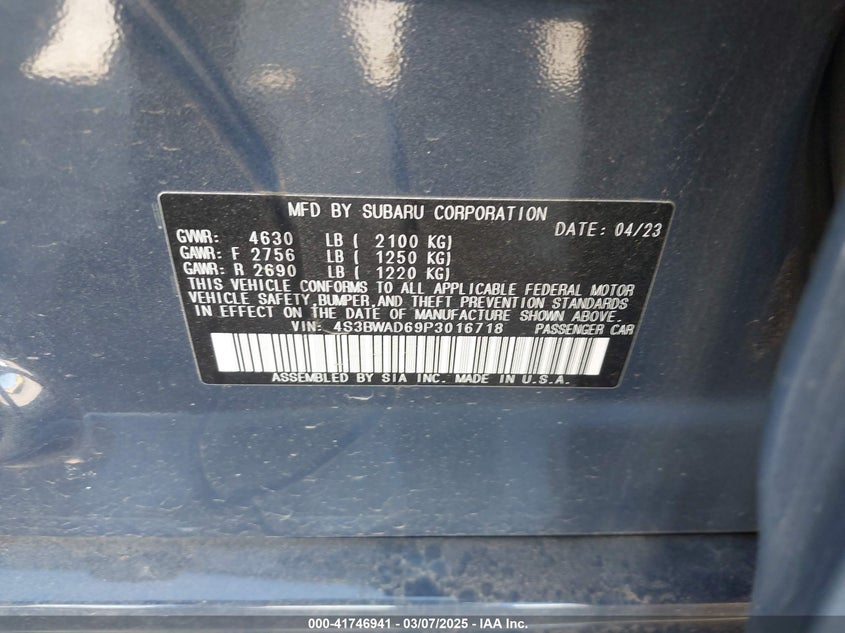 MFD BY SUBARU CORPORATION
DATE: 04/23
GVWR: 4630 LB ( 2100 KG)
GAWR: F 2756 LB ( 1250 KG)
GAWR: R 2690 LB ( 1220 KG)
THIS VEHICLE CONFORMS TO ALL APPLICABLE FEDERAL MOTOR
VEHICLE SAFETY, BUMPER, AND THEFT PREVENTION STANDARDS
IN EFFECT ON THE DATE OF MANUFACTURE SHOWN ABOVE.
VIN: 4S3BWAD69P3016718 PASSENGER CAR
ASSEMBLED BY SIA INC. MADE IN U.S.A.
000-41746941 — 03/07/2025 — IAA Inc.